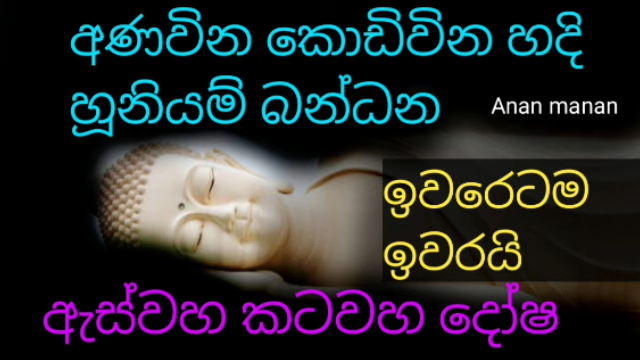 අණවින කොඩිවින හදි
හූනියම් බන්ධන
Anan manan
ඉවරෙටම
ඉවරයි
ඇස්වහ කටවහ දෝෂ